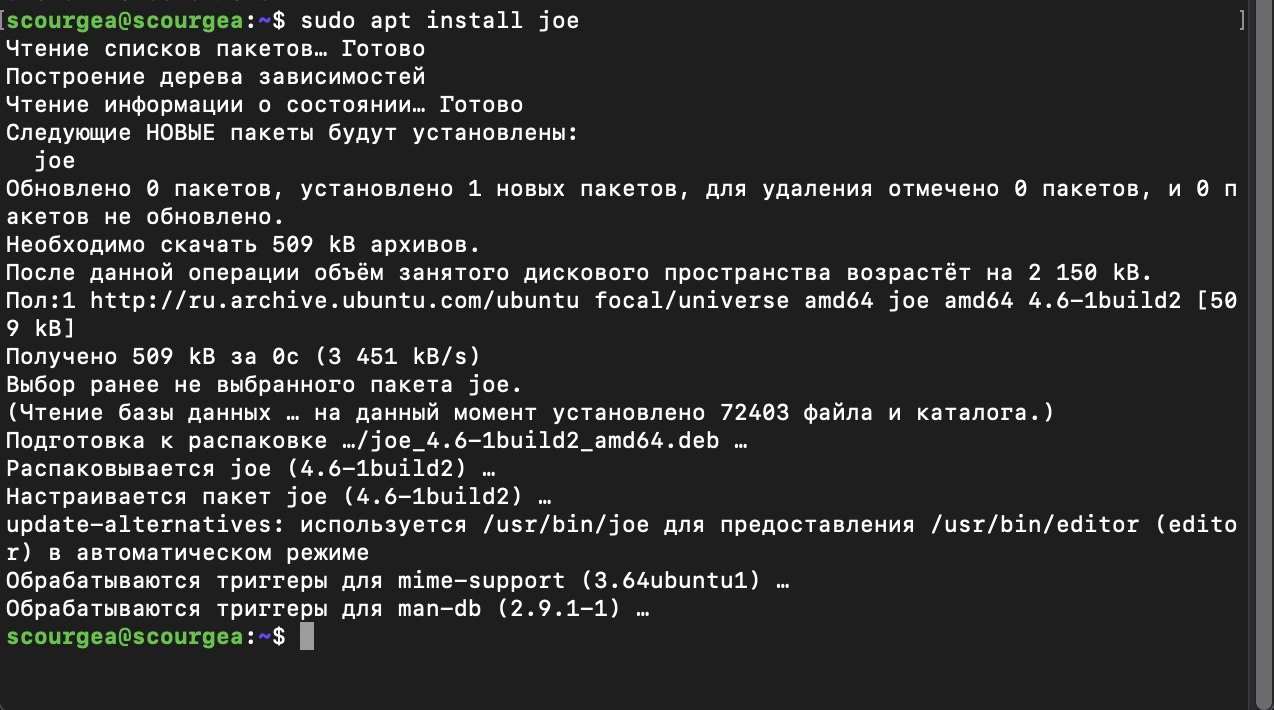 [scourgea@scourgea:~$ sudo apt install joe ]
Чтение списков пакетов… Готово
Построение дерева зависимостей
Чтение информации о состоянии… Готово
Следующие НОВЫЕ пакеты будут установлены:
  joe
Обновлено 0 пакетов, установлено 1 новых пакетов, для удаления отмечено 0 пакетов, и 0 п
акетов не обновлено.
Необходимо скачать 509 kB архивов.
После данной операции объём занятого дискового пространства возрастёт на 2 150 kB.
Пол:1 http://ru.archive.ubuntu.com/ubuntu focal/universe amd64 joe amd64 4.6-1build2 [50
9 kB]
Получено 509 kB за 0с (3 451 kB/s)
Выбор ранее не выбранного пакета joe.
(Чтение базы данных … на данный момент установлено 72403 файла и каталога.)
Подготовка к распаковке …/joe_4.6-1build2_amd64.deb …
Распаковывается joe (4.6-1build2) …
Настраивается пакет joe (4.6-1build2) …
update-alternatives: используется /usr/bin/joe для предоставления /usr/bin/editor (edito
r) в автоматическом режиме
Обрабатываются триггеры для mime-support (3.64ubuntu1) …
Обрабатываются триггеры для man-db (2.9.1-1) …
scourgea@scourgea:~$